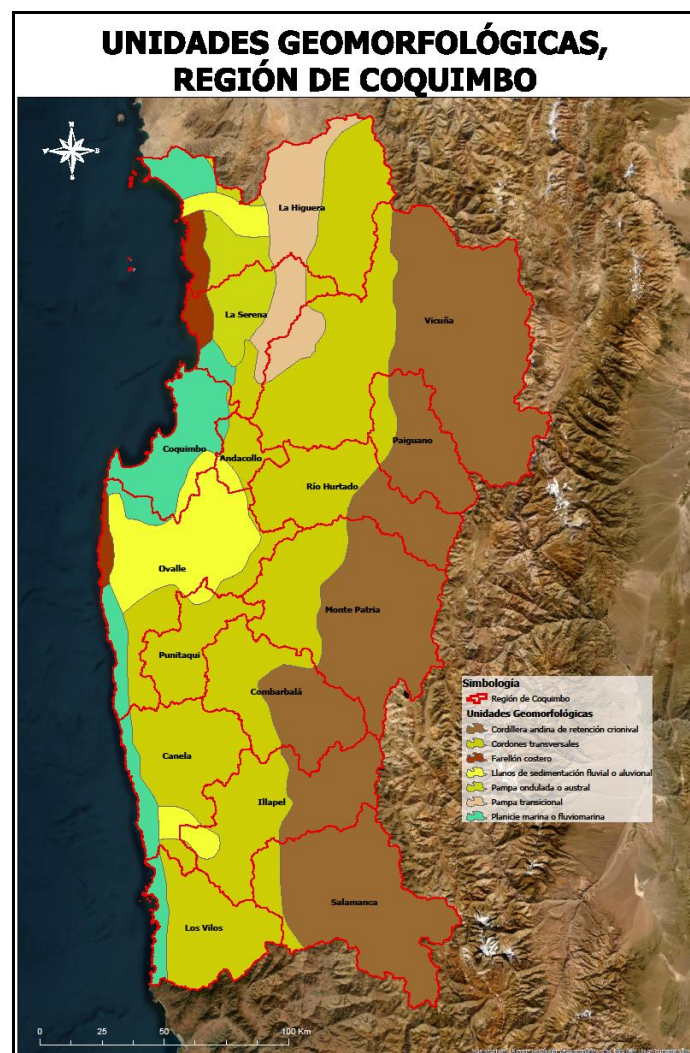 UNIDADES GEOMORFOLÓGICAS,
REGIÓN DE COQUIMBO
N
La Higuera
Vicuña
La Serena
Paiguano
Coquimbo
Andacollo
Río Hurtado
Ovalle
Monte Patria
Punitaqui
Combarbalá
Canela
Illapel
Salamanca
Los Vilos
Simbología
Región de Coquimbo
Unidades Geomorfológicas
Cordillera andina de retención crionival
Cordones transversales
Farellón costero
Llanos de sedimentación fluvial o aluvional
Pampa ondulada o austral
Pampa transicional
Planicie marina o fluviomarina
0 25 50 100 Km